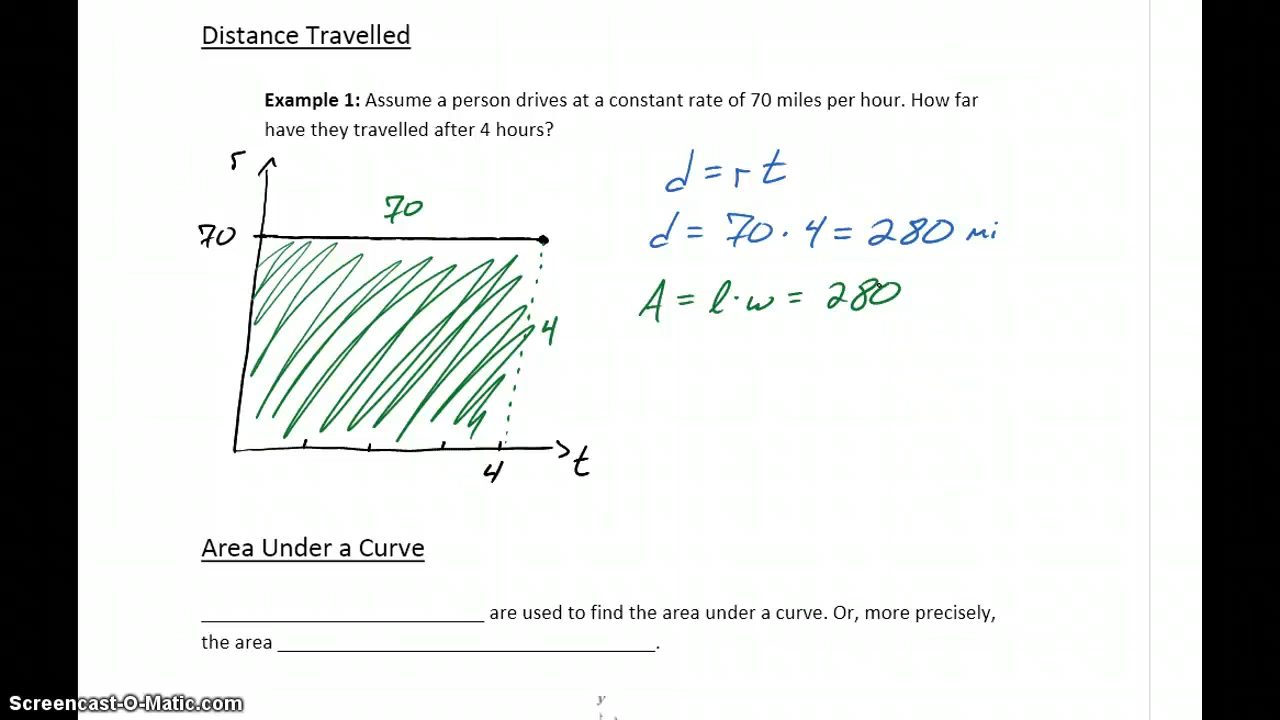 Distance Travelled
Example 1: Assume a person drives at a constant rate of 70 miles per hour. How far
have they travelled after 4 hours?
r
70
70
4
4
t
d = r t
d = 70 · 4 = 280 mi
A = l · w = 280
Area Under a Curve
____________________________ are used to find the area under a curve. Or, more precisely,
the area ______________________________________.
y
Screencast-O-Matic.com